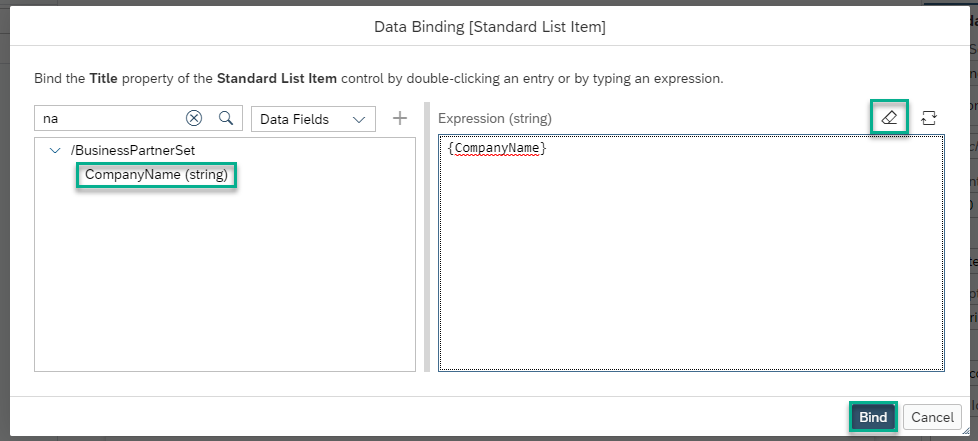 Data Binding [Standard List Item]
Bind the Title property of the Standard List Item control by double-clicking an entry or by typing an expression.
na
Data Fields
Expression (string)
/BusinessPartnerSet
CompanyName (string)
{CompanyName}
Bind
Cancel